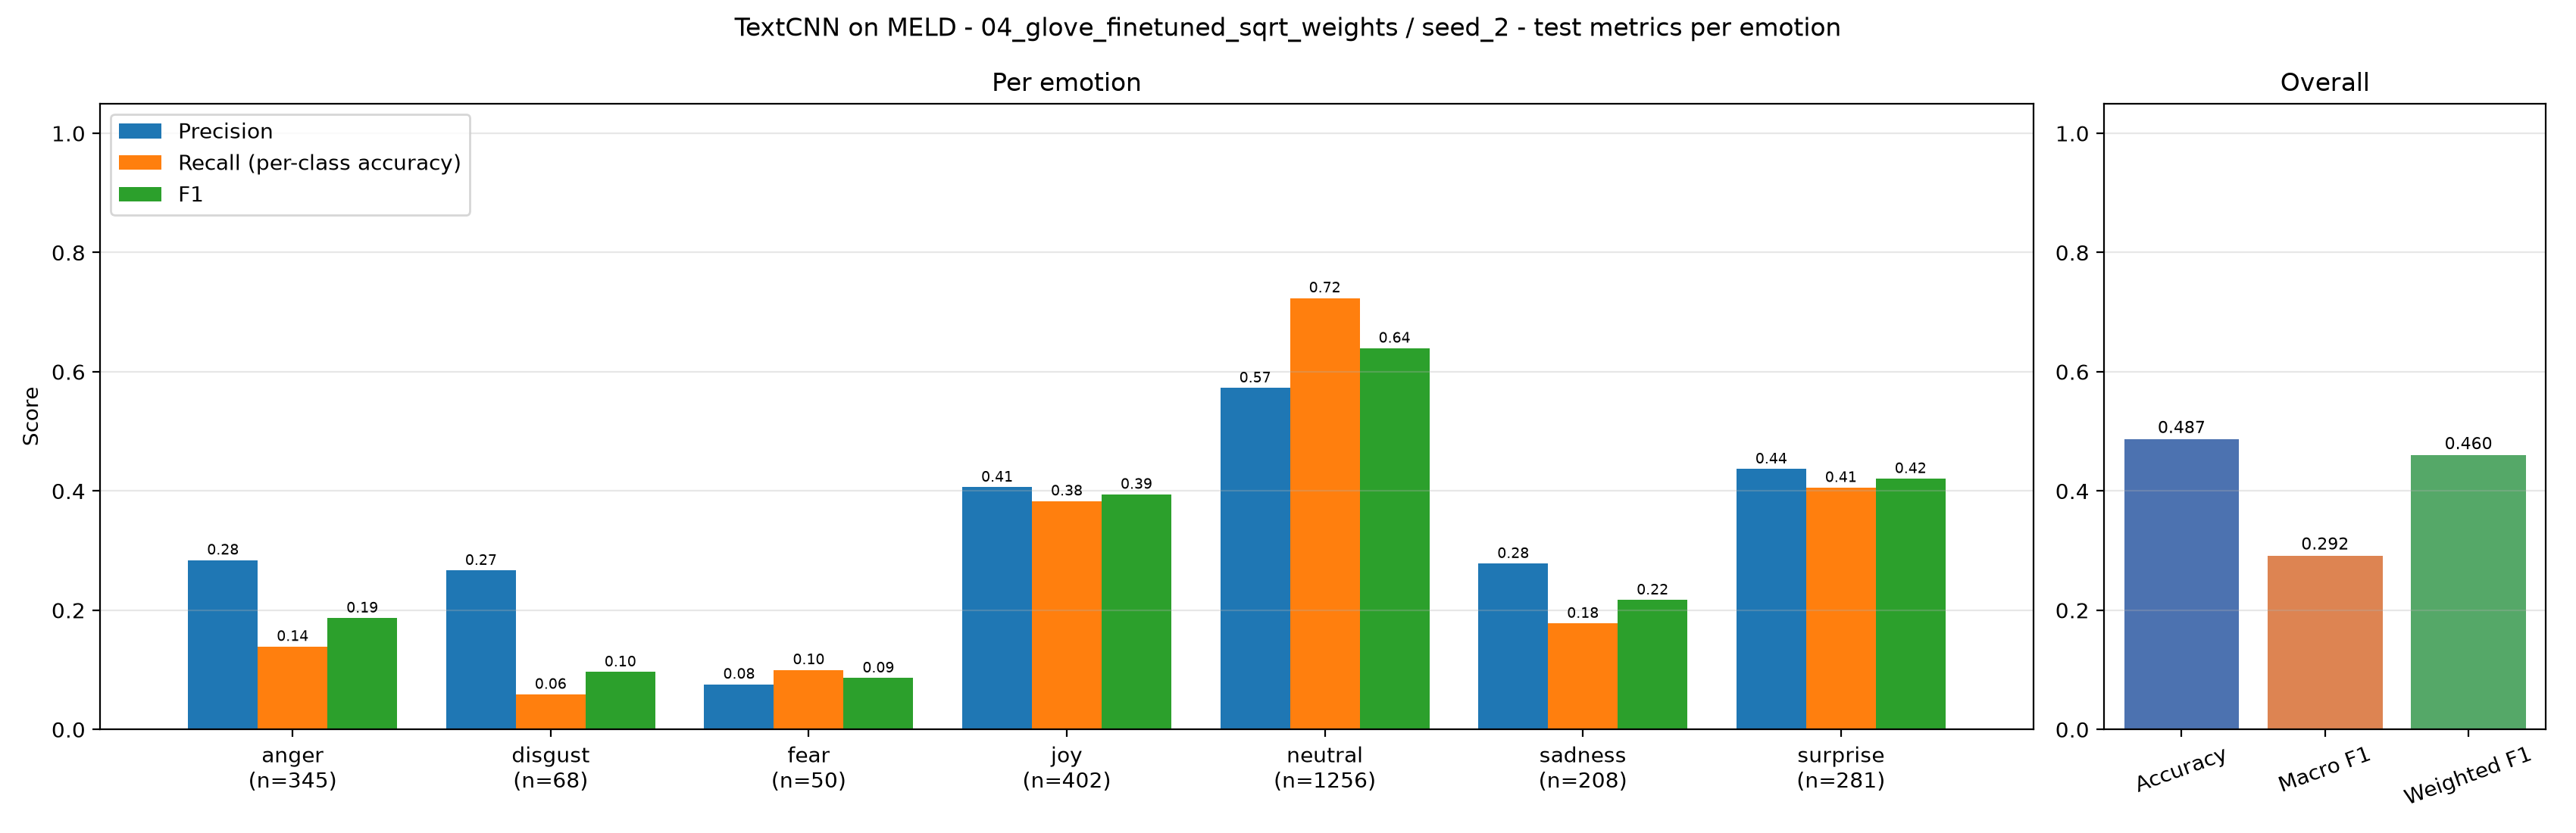 TextCNN on MELD - 04_glove_finetuned_sqrt_weights / seed_2 - test metrics per emotion
Per emotion
Precision
Recall (per-class accuracy)
F1
Score
1.0
0.8
0.6
0.4
0.2
0.0
0.28
0.14
0.19
0.27
0.06
0.10
0.08
0.10
0.09
0.41
0.38
0.39
0.57
0.72
0.64
0.28
0.18
0.22
0.44
0.41
0.42
anger
(n=345)
disgust
(n=68)
fear
(n=50)
joy
(n=402)
neutral
(n=1256)
sadness
(n=208)
surprise
(n=281)
Overall
1.0
0.8
0.6
0.4
0.2
0.0
0.487
0.292
0.460
Accuracy
Macro F1
Weighted F1